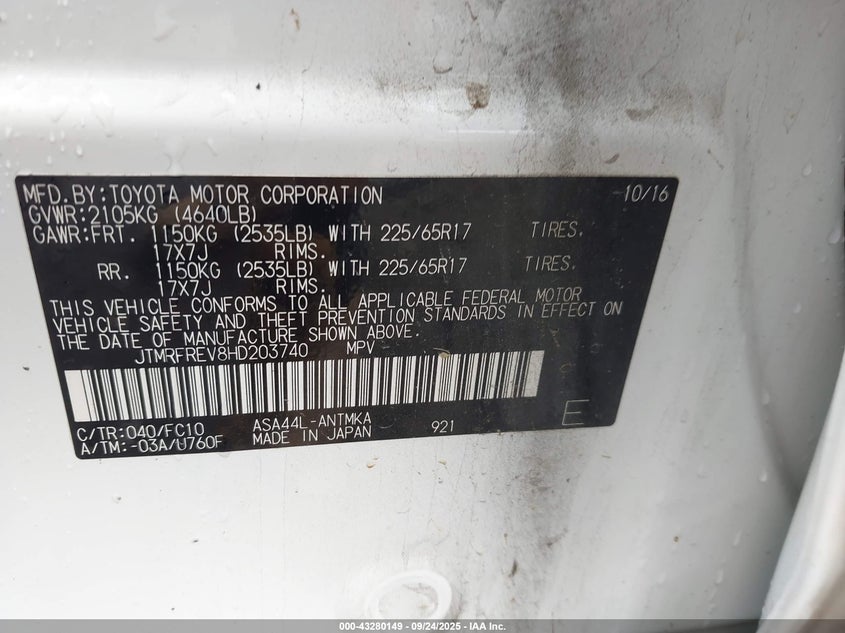 MFD.BY:TOYOTA MOTOR CORPORATION 10/16
GVWR:2105KG (4640LB)
GAWR:FRT. 1150KG (2535LB) WITH 225/65R17 TIRES.
17X7J RIMS.
RR. 1150KG (2535LB) WITH 225/65R17 TIRES.
17X7J RIMS.
THIS VEHICLE CONFORMS TO ALL APPLICABLE FEDERAL MOTOR
VEHICLE SAFETY AND THEFT PREVENTION STANDARDS IN EFFECT ON
THE DATE OF MANUFACTURE SHOWN ABOVE.
JTMRFREV8HD203740 MPV
C/TR:040/FC10 ASA44L-ANTMKA 921 E
A/TM:-03A/U760F MADE IN JAPAN
000-43280149 - 09/24/2025 - IAA Inc.